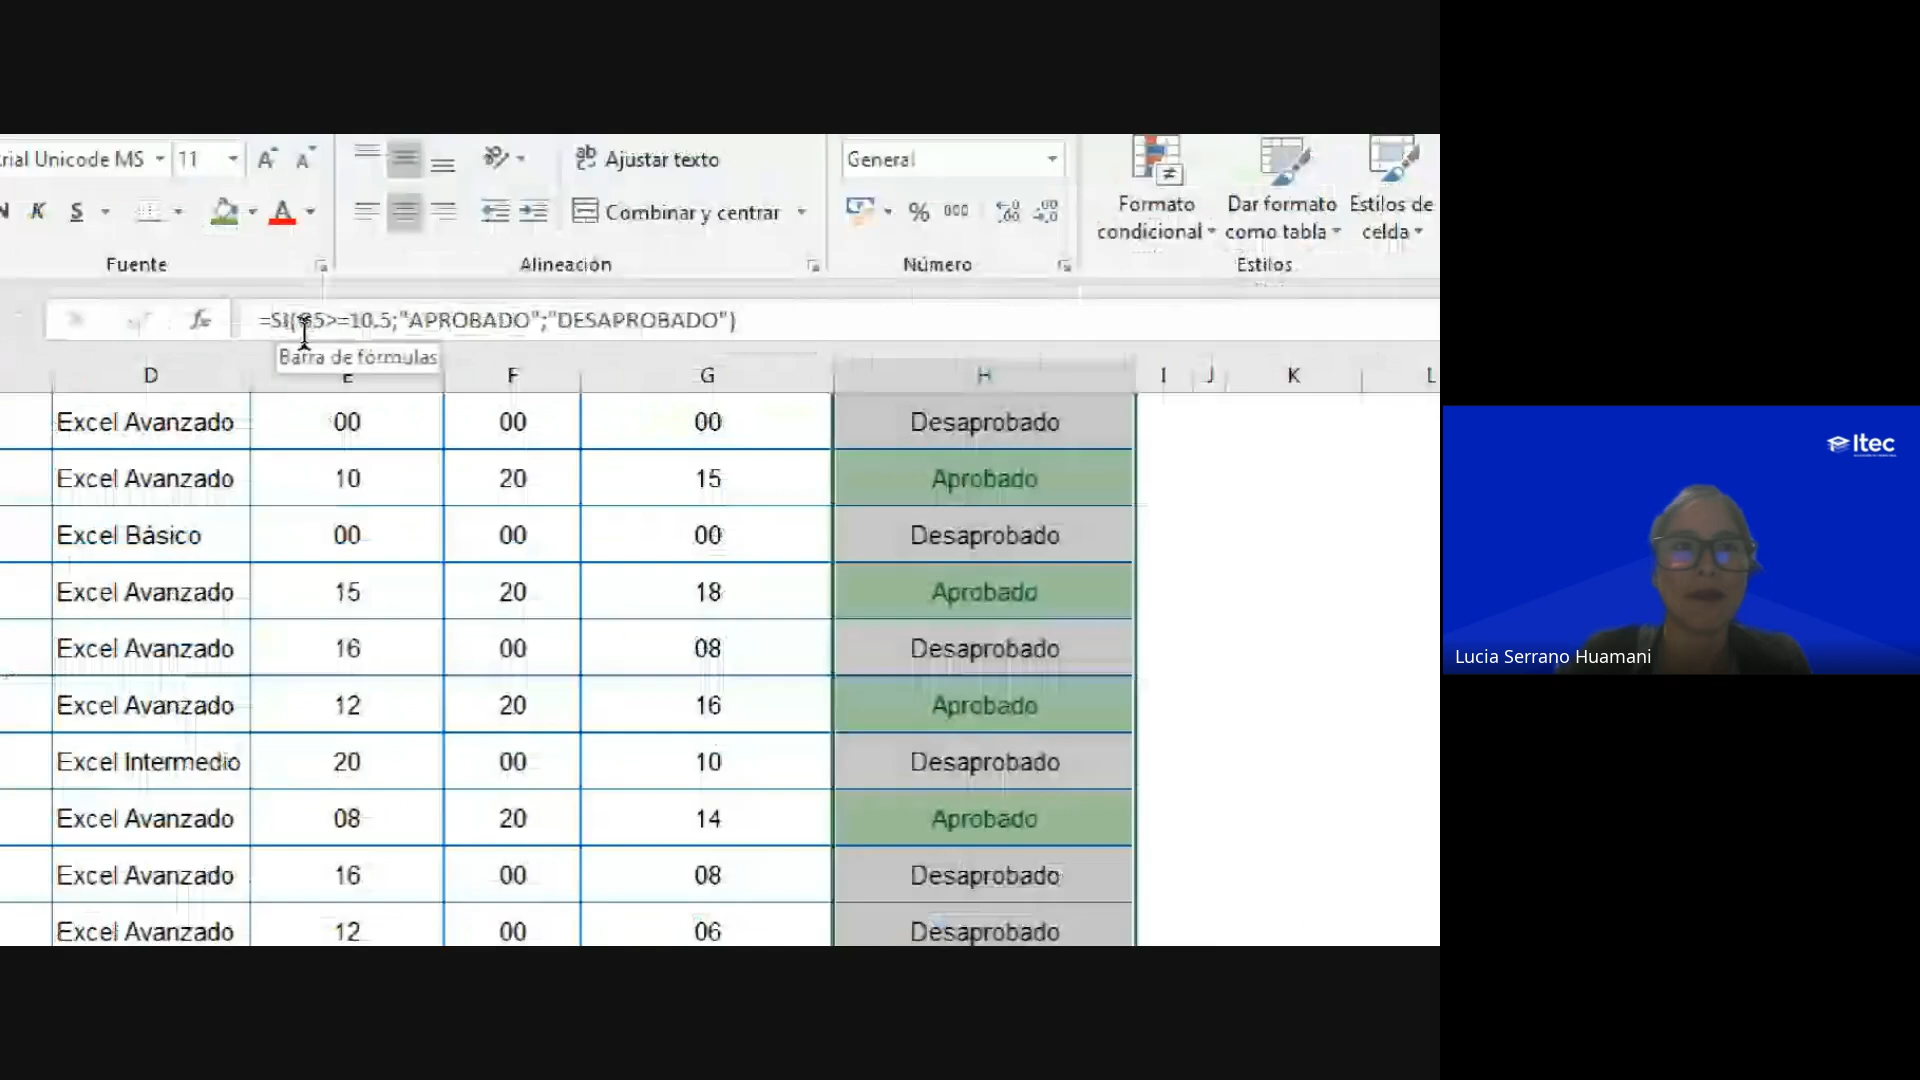 rial Unicode MS 11 A A ab Ajustar texto General
N K S A Combinar y centrar % 000
Formato condicional Dar formato como tabla Estilos de celda
Fuente Alineación Número Estilos
fx =SI(G5>=10.5;"APROBADO";"DESAPROBADO")
Barra de fórmulas
D E F G H I J K L
Excel Avanzado 00 00 00 Desaprobado
Excel Avanzado 10 20 15 Aprobado
Excel Básico 00 00 00 Desaprobado
Excel Avanzado 15 20 18 Aprobado
Excel Avanzado 16 00 08 Desaprobado
Excel Avanzado 12 20 16 Aprobado
Excel Intermedio 20 00 10 Desaprobado
Excel Avanzado 08 20 14 Aprobado
Excel Avanzado 16 00 08 Desaprobado
Excel Avanzado 12 00 06 Desaprobado
Itec
Lucia Serrano Huamani